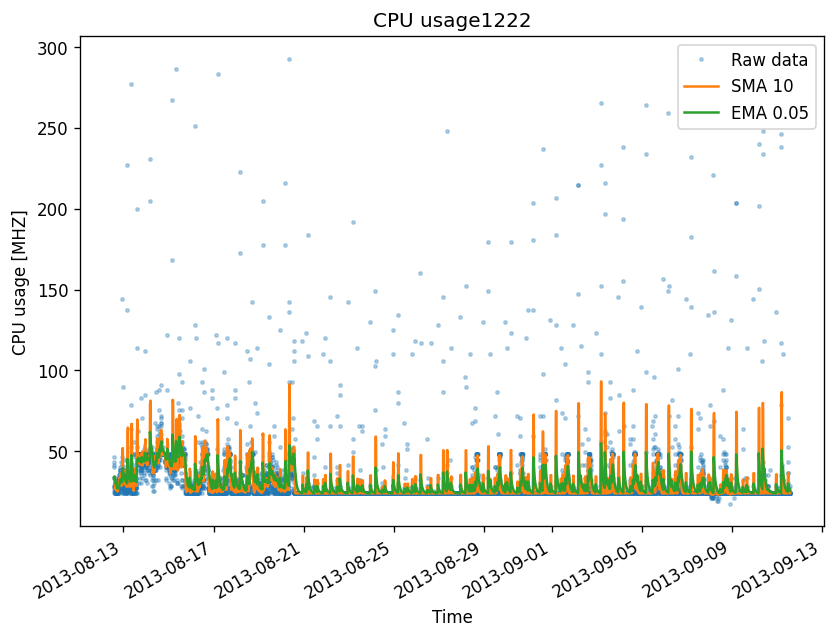 CPU usage1222
300
250
200
150
100
50
CPU usage [MHZ]
Raw data
SMA 10
EMA 0.05
2013-08-13
2013-08-17
2013-08-21
2013-08-25
2013-08-29
2013-09-01
2013-09-05
2013-09-09
2013-09-13
Time